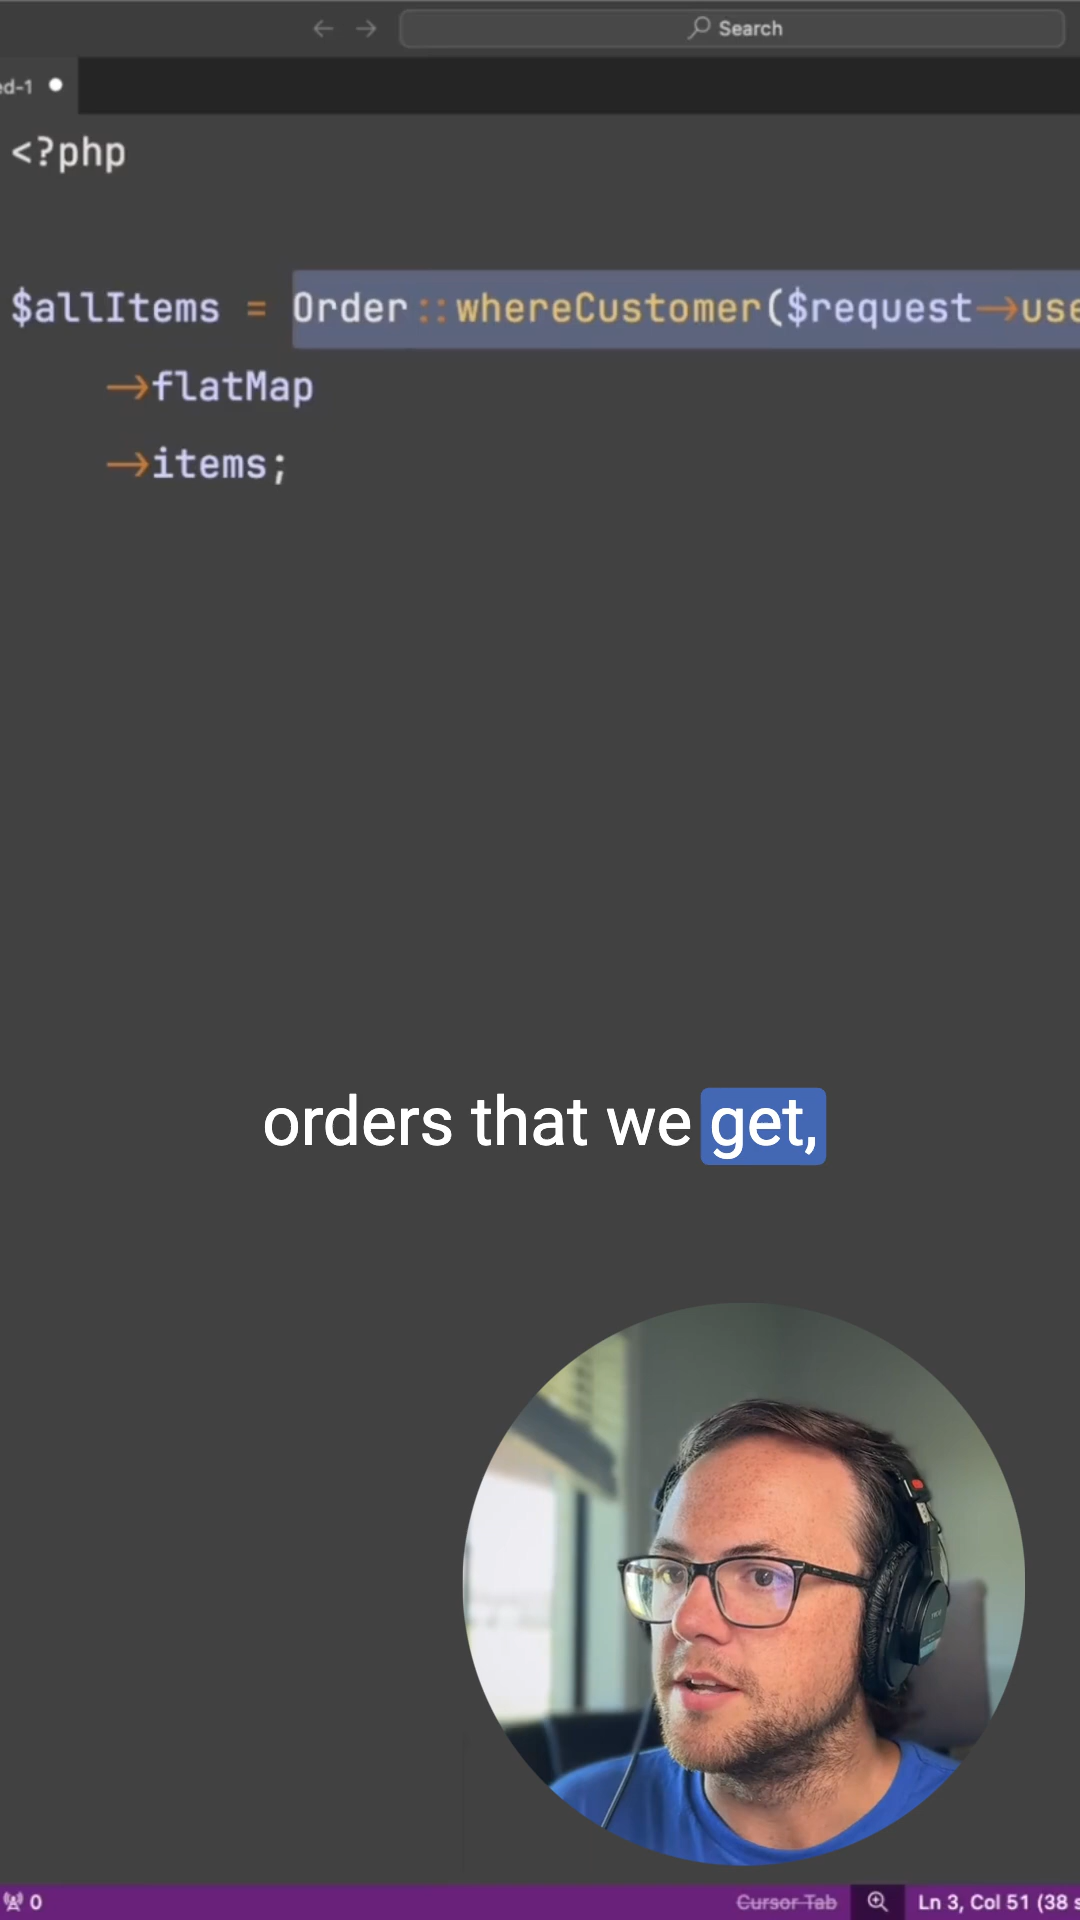 Search
ed-1
<?php
$allItems = Order::whereCustomer($request->use
->flatMap
->items;
orders that we get,
0
Cursor Tab
Ln 3, Col 51 (38 s